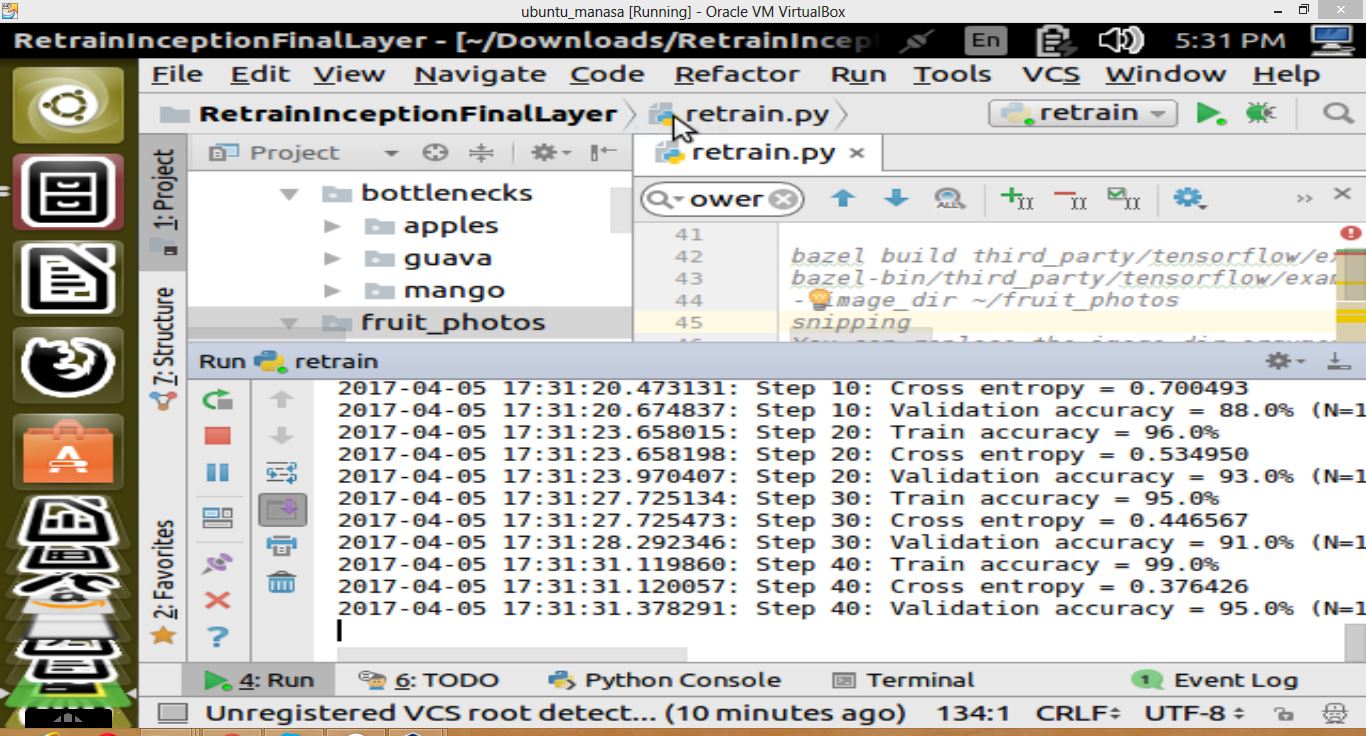 ubuntu_manasa [Running] - Oracle VM VirtualBox
RetrainInceptionFinalLayer - [~/Downloads/RetrainIncep
En
5:31 PM
File Edit View Navigate Code Refactor Run Tools VCS Window Help
RetrainInceptionFinalLayer
retrain.py
retrain
1: Project
7: Structure
2: Favorites
Project
bottlenecks
apples
guava
mango
fruit_photos
retrain.py
ower
41
42 bazel build third_party/tensorflow/ex
43 bazel-bin/third_party/tensorflow/exam
44 - image_dir ~/fruit_photos
45 snipping
Run retrain
2017-04-05 17:31:20.473131: Step 10: Cross entropy = 0.700493
2017-04-05 17:31:20.674837: Step 10: Validation accuracy = 88.0% (N=1
2017-04-05 17:31:23.658015: Step 20: Train accuracy = 96.0%
2017-04-05 17:31:23.658198: Step 20: Cross entropy = 0.534950
2017-04-05 17:31:23.970407: Step 20: Validation accuracy = 93.0% (N=1
2017-04-05 17:31:27.725134: Step 30: Train accuracy = 95.0%
2017-04-05 17:31:27.725473: Step 30: Cross entropy = 0.446567
2017-04-05 17:31:28.292346: Step 30: Validation accuracy = 91.0% (N=1
2017-04-05 17:31:31.119860: Step 40: Train accuracy = 99.0%
2017-04-05 17:31:31.120057: Step 40: Cross entropy = 0.376426
2017-04-05 17:31:31.378291: Step 40: Validation accuracy = 95.0% (N=1
4: Run
6: TODO
Python Console
Terminal
1 Event Log
Unregistered VCS root detect... (10 minutes ago)
134:1
CRLF
UTF-8